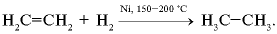 H₂C=CH₂ + H₂ —Ni, 150−200 °C→ H₃C−CH₃.